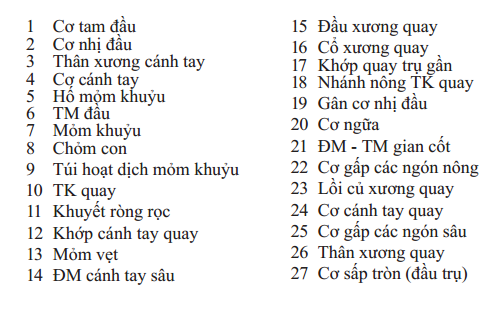 1 Cơ tam đầu
2 Cơ nhị đầu
3 Thân xương cánh tay
4 Cơ cánh tay
5 Hố mỏm khuỷu
6 TM đầu
7 Mỏm khuỷu
8 Chỏm con
9 Túi hoạt dịch mỏm khuỷu
10 TK quay
11 Khuyết ròng rọc
12 Khớp cánh tay quay
13 Mỏm vẹt
14 ĐM cánh tay sâu
15 Đầu xương quay
16 Cổ xương quay
17 Khớp quay trụ gần
18 Nhánh nông TK quay
19 Gân cơ nhị đầu
20 Cơ ngữa
21 ĐM - TM gian cốt
22 Cơ gấp các ngón nông
23 Lồi củ xương quay
24 Cơ cánh tay quay
25 Cơ gấp các ngón sâu
26 Thân xương quay
27 Cơ sấp tròn (đầu trụ)